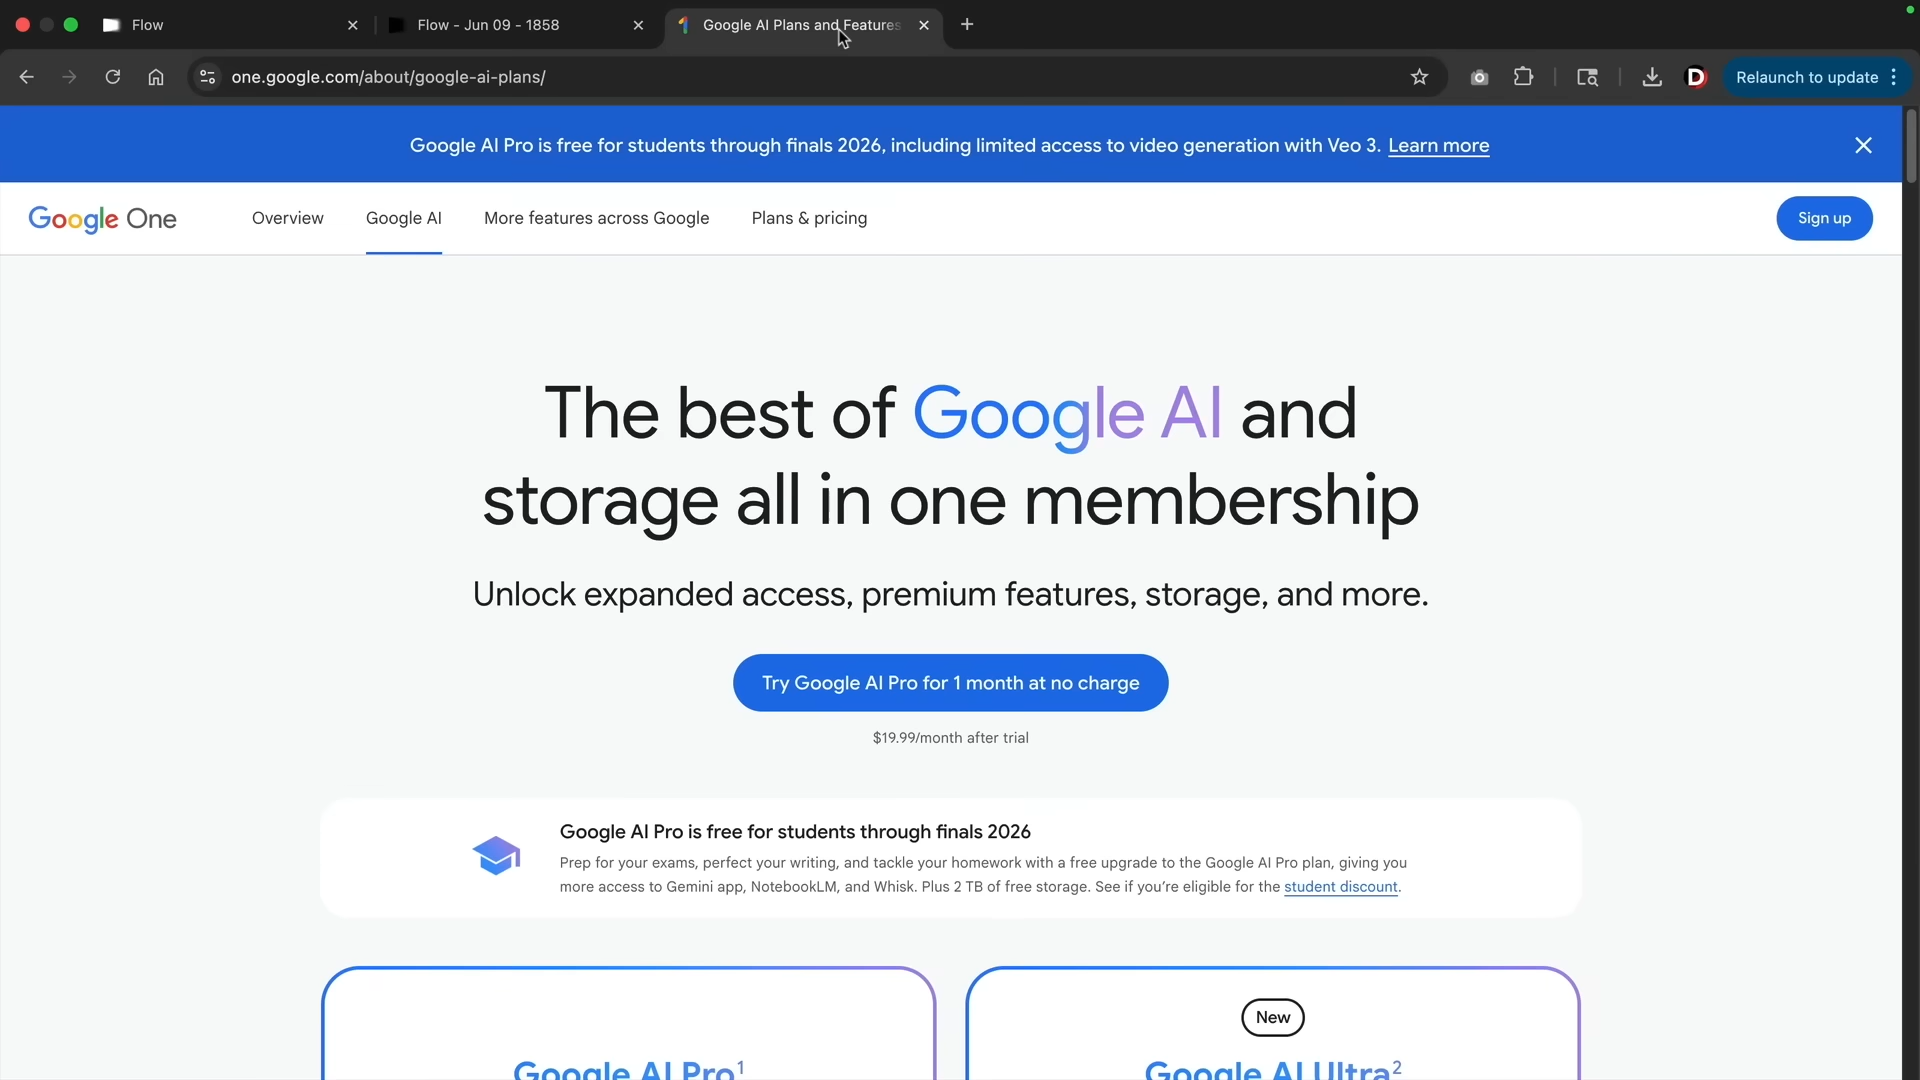 Flow
Flow - Jun 09 - 1858
Google AI Plans and Features
one.google.com/about/google-ai-plans/
D
Relaunch to update
Google AI Pro is free for students through finals 2026, including limited access to video generation with Veo 3. Learn more
Google One
Overview
Google AI
More features across Google
Plans & pricing
Sign up
The best of Google AI and
storage all in one membership
Unlock expanded access, premium features, storage, and more.
Try Google AI Pro for 1 month at no charge
$19.99/month after trial
Google AI Pro is free for students through finals 2026
Prep for your exams, perfect your writing, and tackle your homework with a free upgrade to the Google AI Pro plan, giving you
more access to Gemini app, NotebookLM, and Whisk. Plus 2 TB of free storage. See if you're eligible for the student discount.
New
Google AI Pro1
Google AI Ultra2